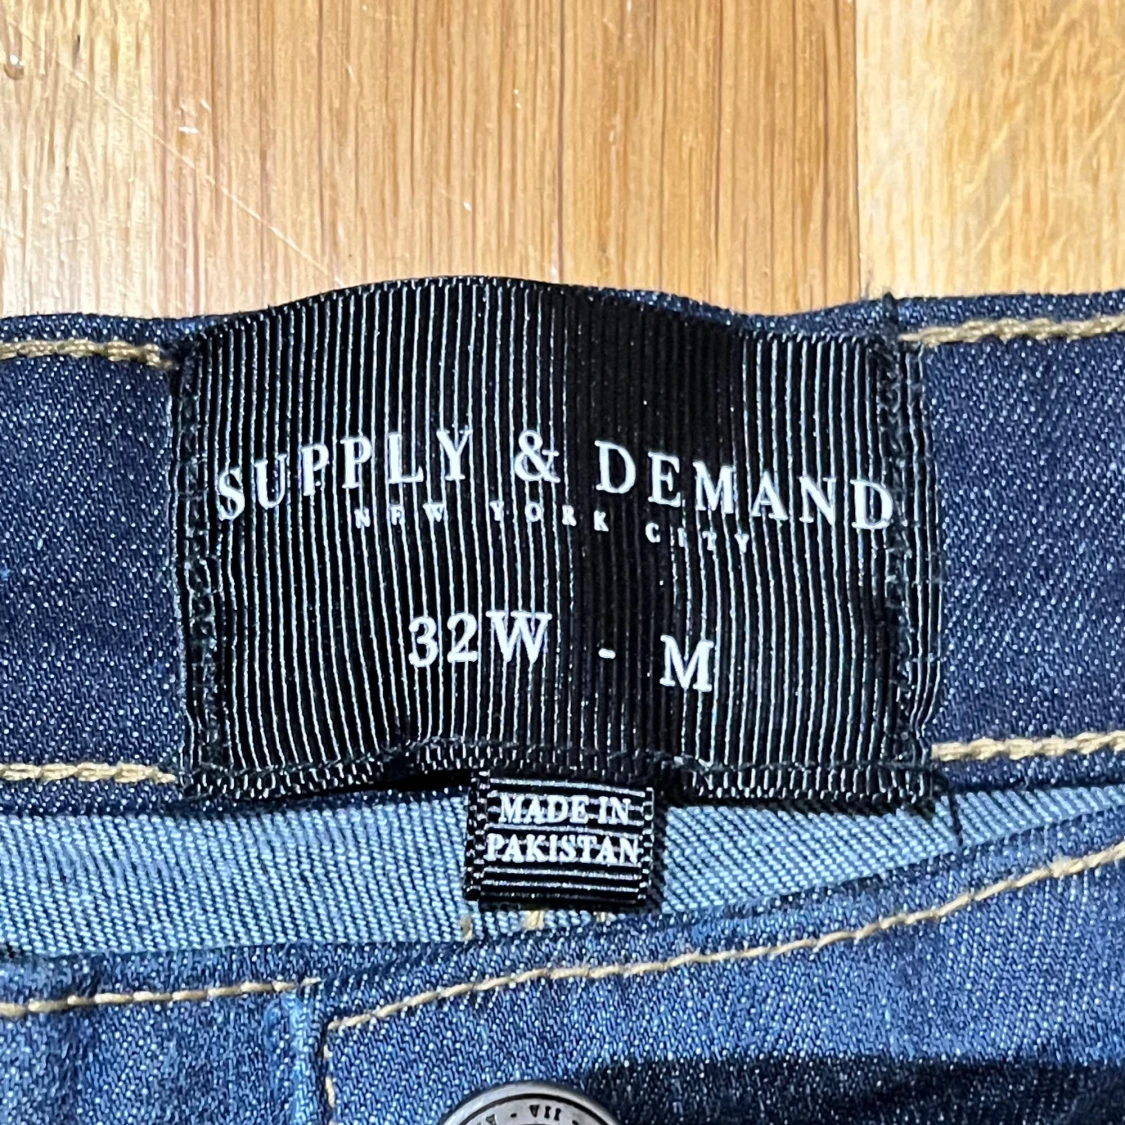 SUPPLY & DEMAND
NEW YORK CITY
32W - M
MADE IN
PAKISTAN